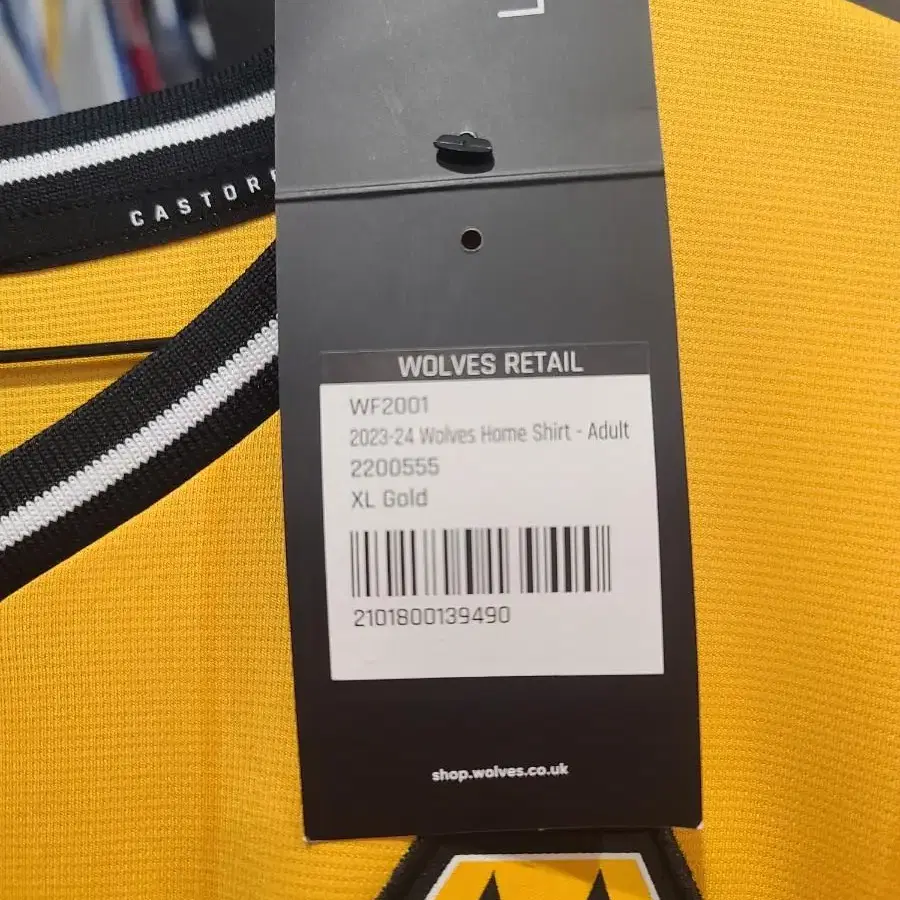 CASTORE
WOLVES RETAIL
WF2001
2023-24 Wolves Home Shirt - Adult
2200555
XL Gold
2101800139490
shop.wolves.co.uk